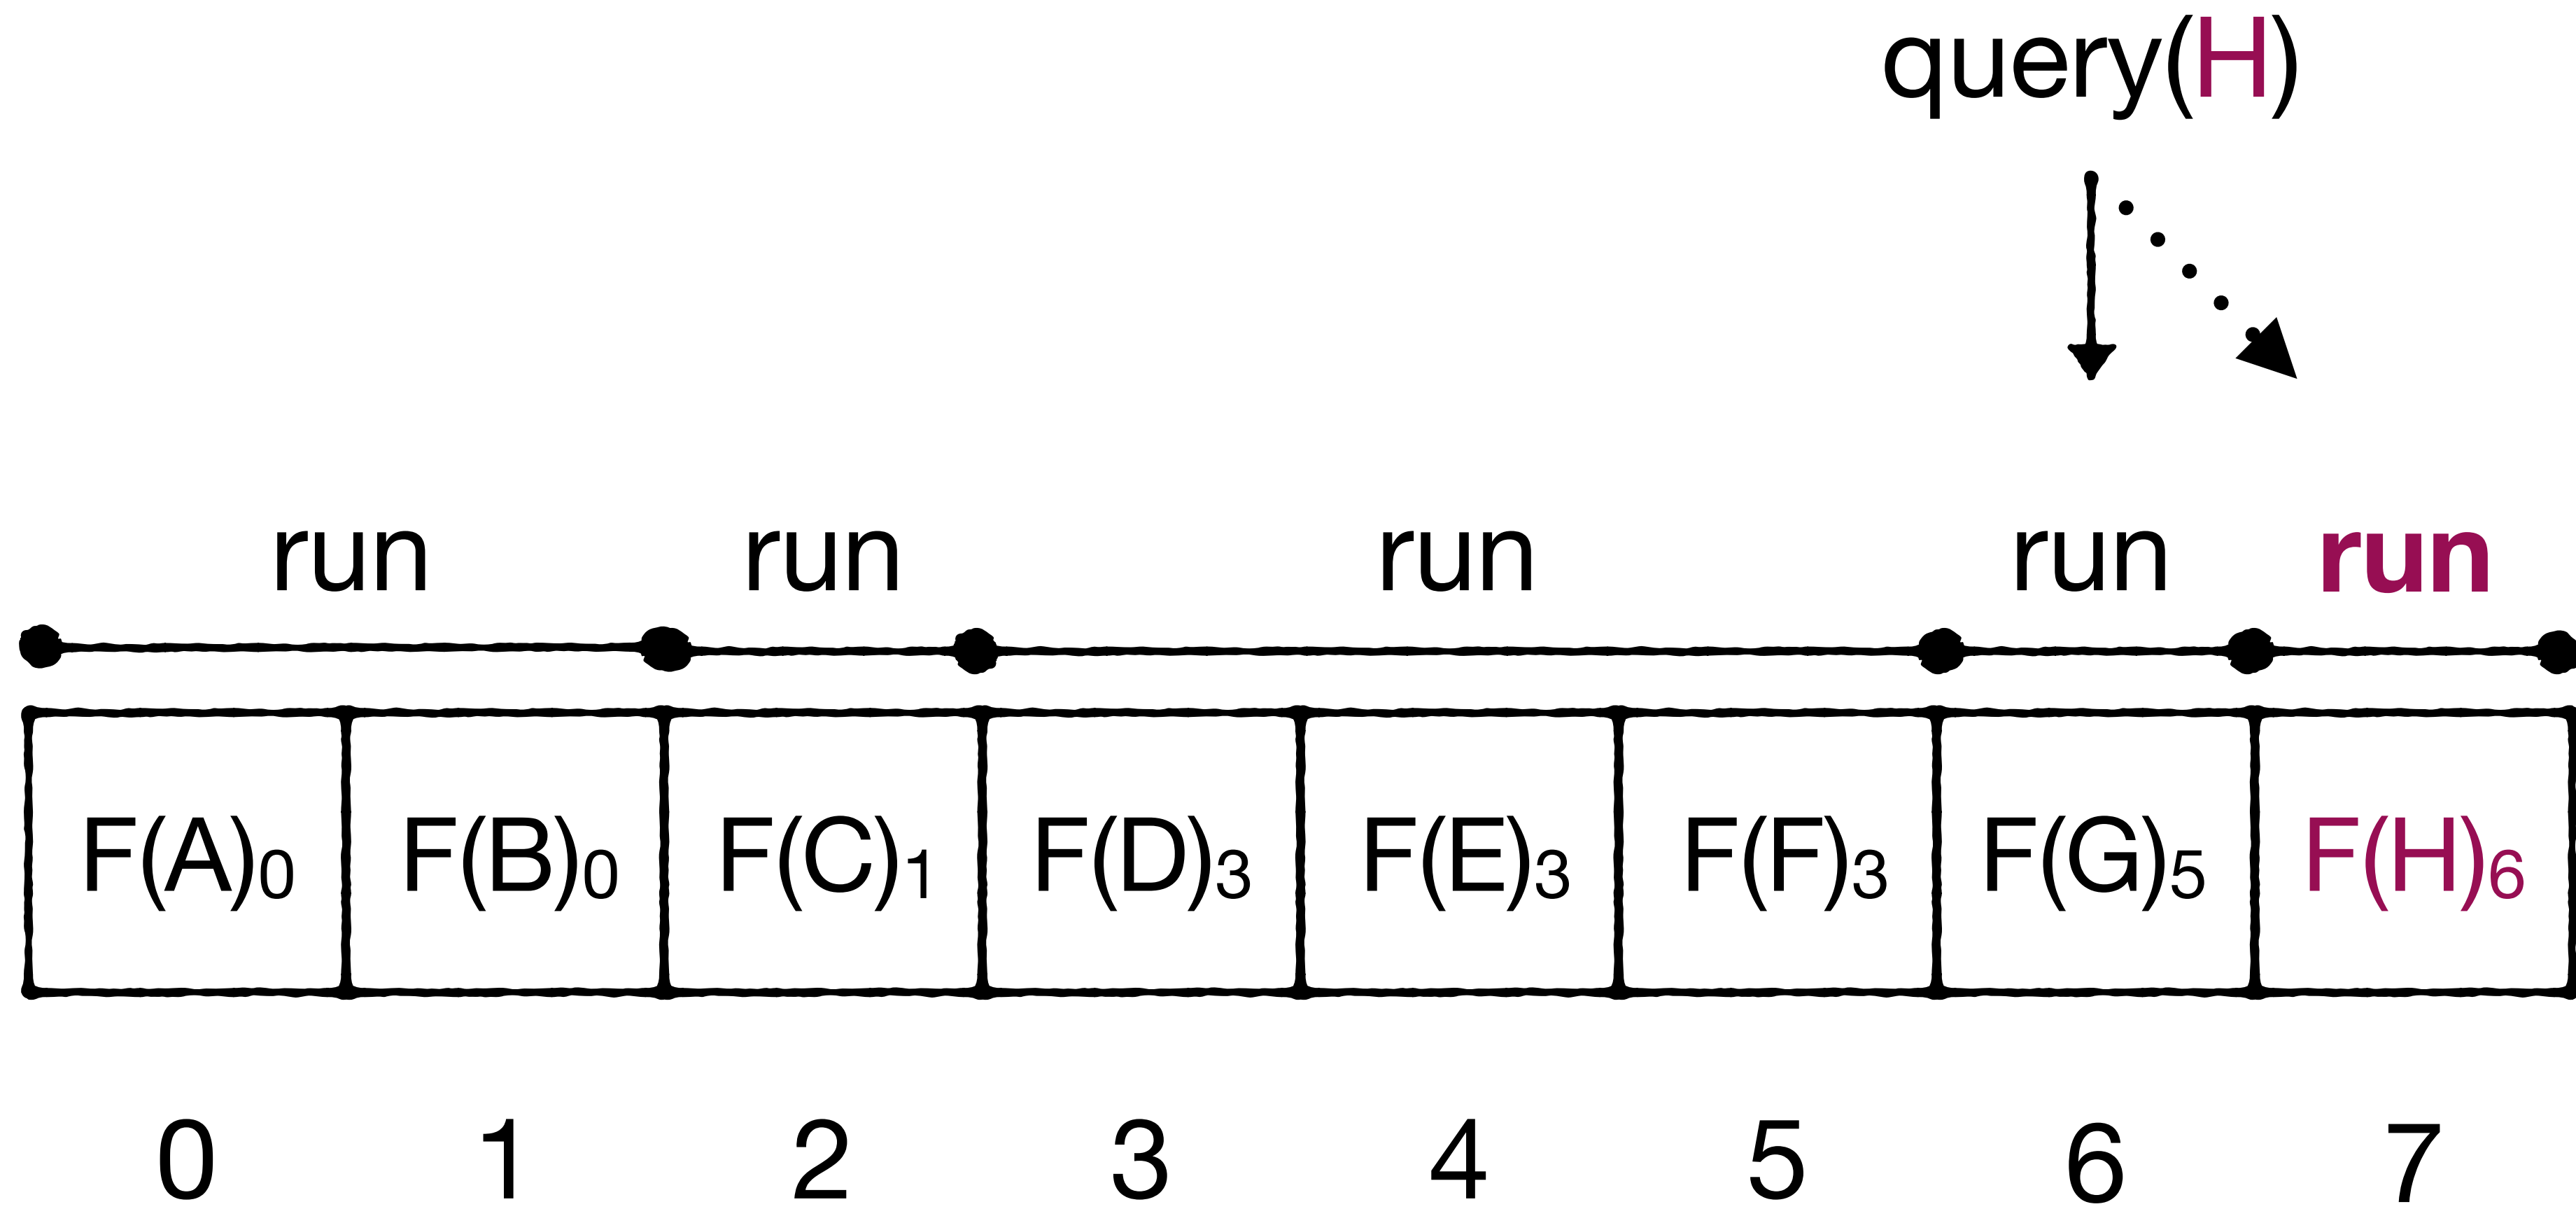 query(H)
run run run run run
F(A)₀ F(B)₀ F(C)₁ F(D)₃ F(E)₃ F(F)₃ F(G)₅ F(H)₆
0 1 2 3 4 5 6 7